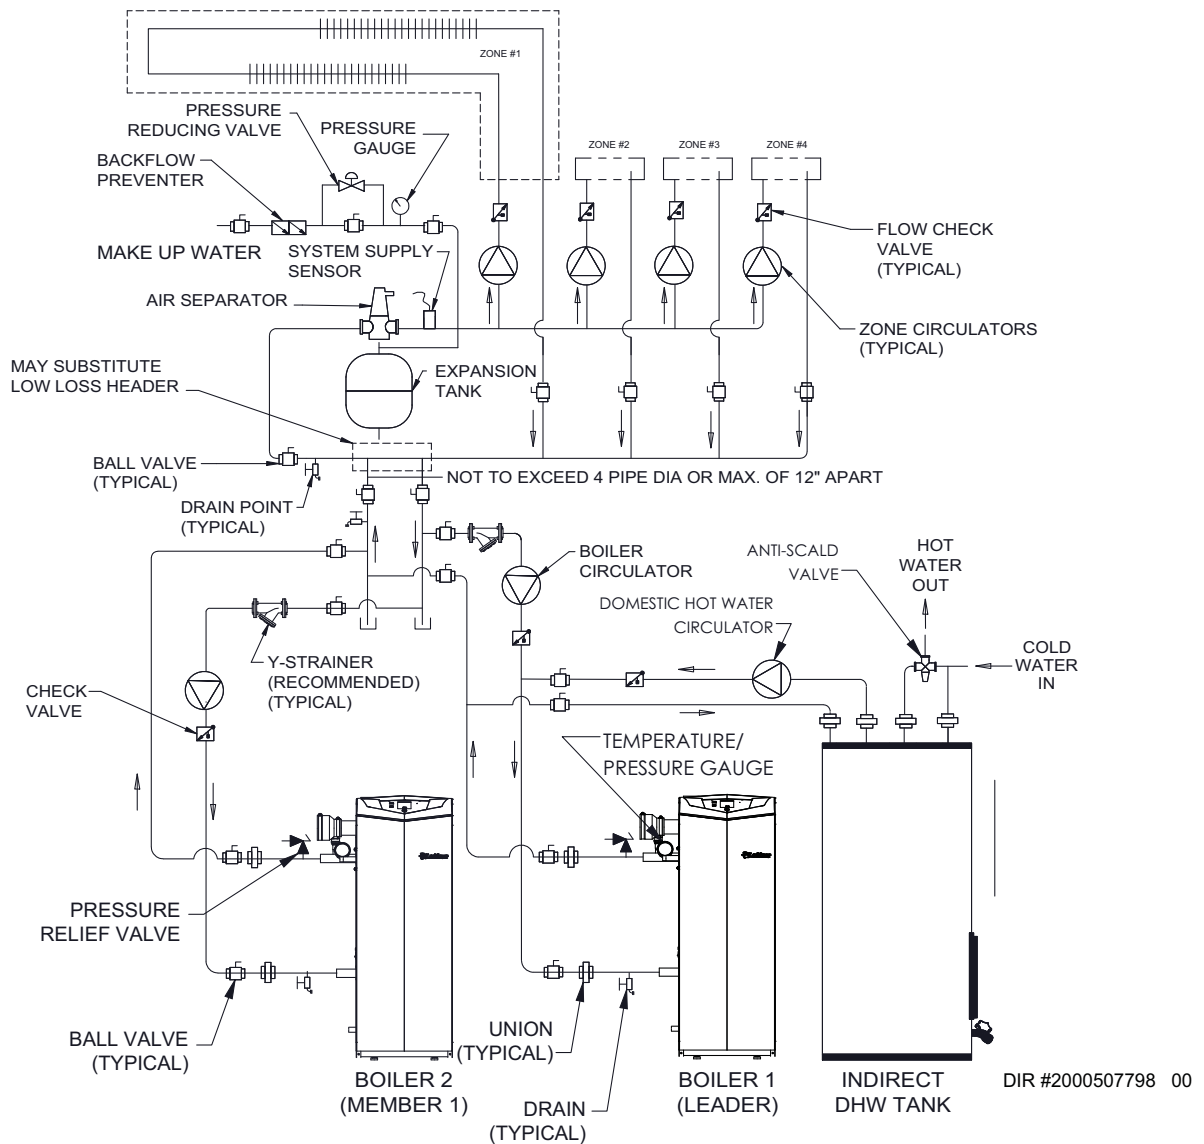 ZONE #1
PRESSURE
REDUCING VALVE
PRESSURE
GAUGE
BACKFLOW
PREVENTER
ZONE #2
ZONE #3
ZONE #4
MAKE UP WATER
SYSTEM SUPPLY
SENSOR
FLOW CHECK
VALVE
(TYPICAL)
AIR SEPARATOR
ZONE CIRCULATORS
(TYPICAL)
MAY SUBSTITUTE
LOW LOSS HEADER
EXPANSION
TANK
BALL VALVE
(TYPICAL)
NOT TO EXCEED 4 PIPE DIA OR MAX. OF 12" APART
DRAIN POINT
(TYPICAL)
BOILER
CIRCULATOR
ANTI-SCALD
VALVE
HOT
WATER
OUT
DOMESTIC HOT WATER
CIRCULATOR
COLD
WATER
IN
Y-STRAINER
(RECOMMENDED)
(TYPICAL)
CHECK
VALVE
TEMPERATURE/
PRESSURE GAUGE
PRESSURE
RELIEF VALVE
BALL VALVE
(TYPICAL)
UNION
(TYPICAL)
BOILER 2
(MEMBER 1)
DRAIN
(TYPICAL)
BOILER 1
(LEADER)
INDIRECT
DHW TANK
DIR #2000507798 00